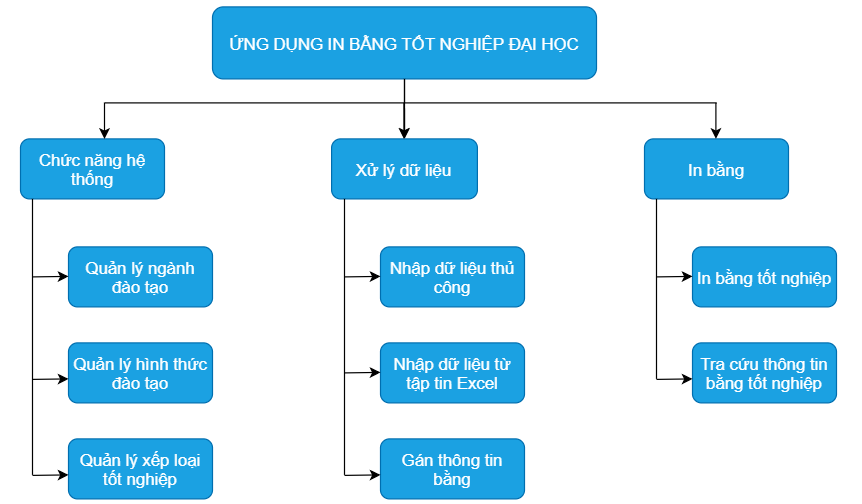 ỨNG DỤNG IN BẰNG TỐT NGHIỆP ĐẠI HỌC
Chức năng hệ
thống
Xử lý dữ liệu
In bằng
Quản lý ngành
đào tạo
Nhập dữ liệu thủ
công
In bằng tốt nghiệp
Quản lý hình thức
đào tạo
Nhập dữ liệu từ
tập tin Excel
Tra cứu thông tin
bằng tốt nghiệp
Quản lý xếp loại
tốt nghiệp
Gán thông tin
bằng